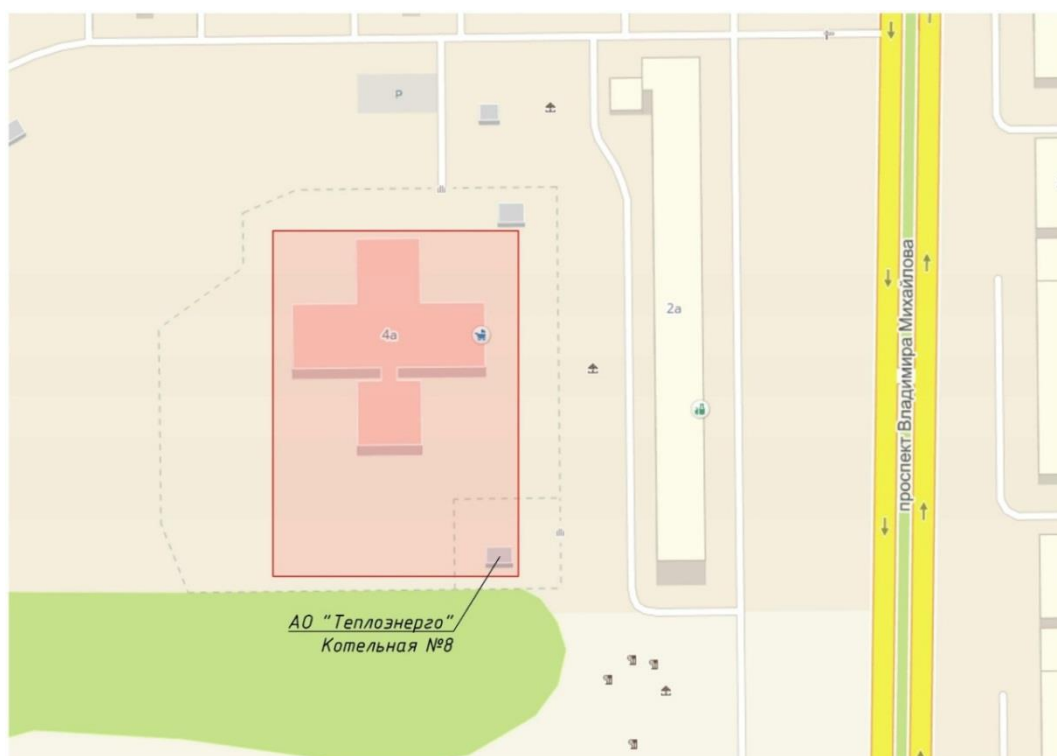 P
4а
2а
проспект Владимира Михайлова
АО "Теплоэнерго"
Котельная №8